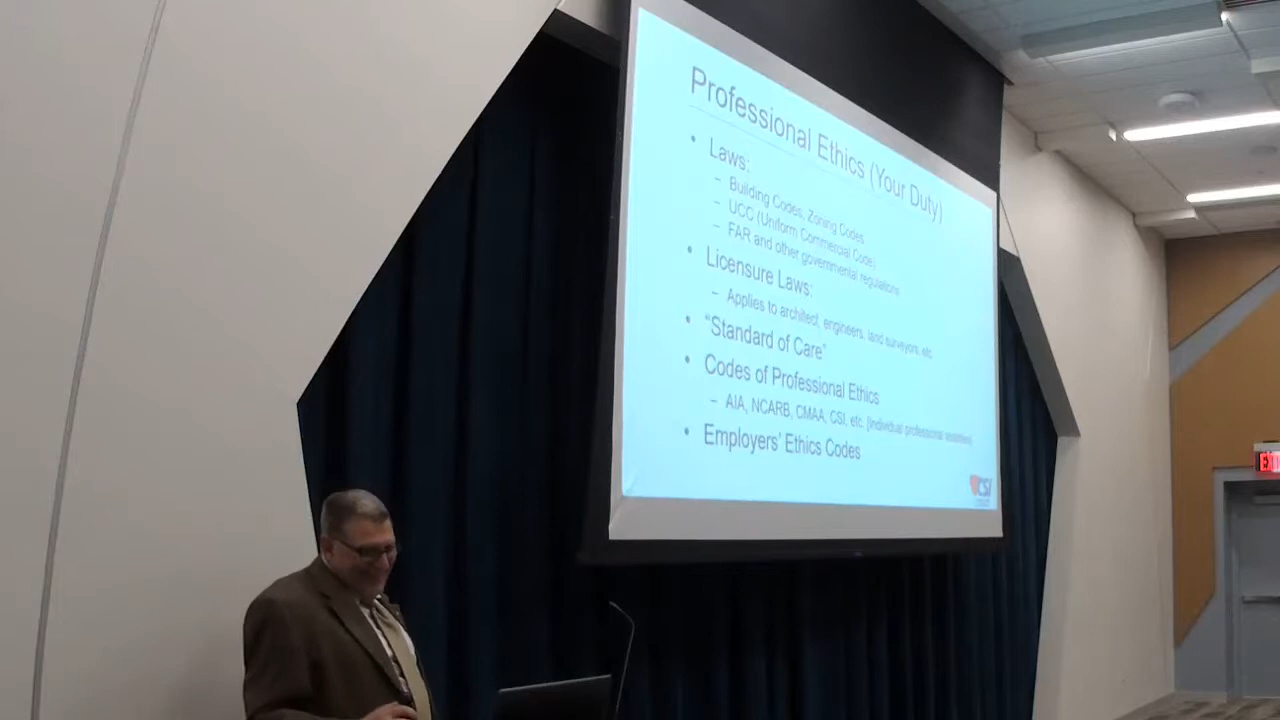 Professional Ethics (Your Duty)
• Laws:
– Building Codes, Zoning Codes
– UCC (Uniform Commercial Code)
– FAR and other governmental regulations
• Licensure Laws:
– Applies to architect, engineers, land surveyors, etc.
• “Standard of Care”
• Codes of Professional Ethics
– AIA, NCARB, CMAA, CSI, etc. [individual professional societies]
• Employers’ Ethics Codes
CSI
EXIT